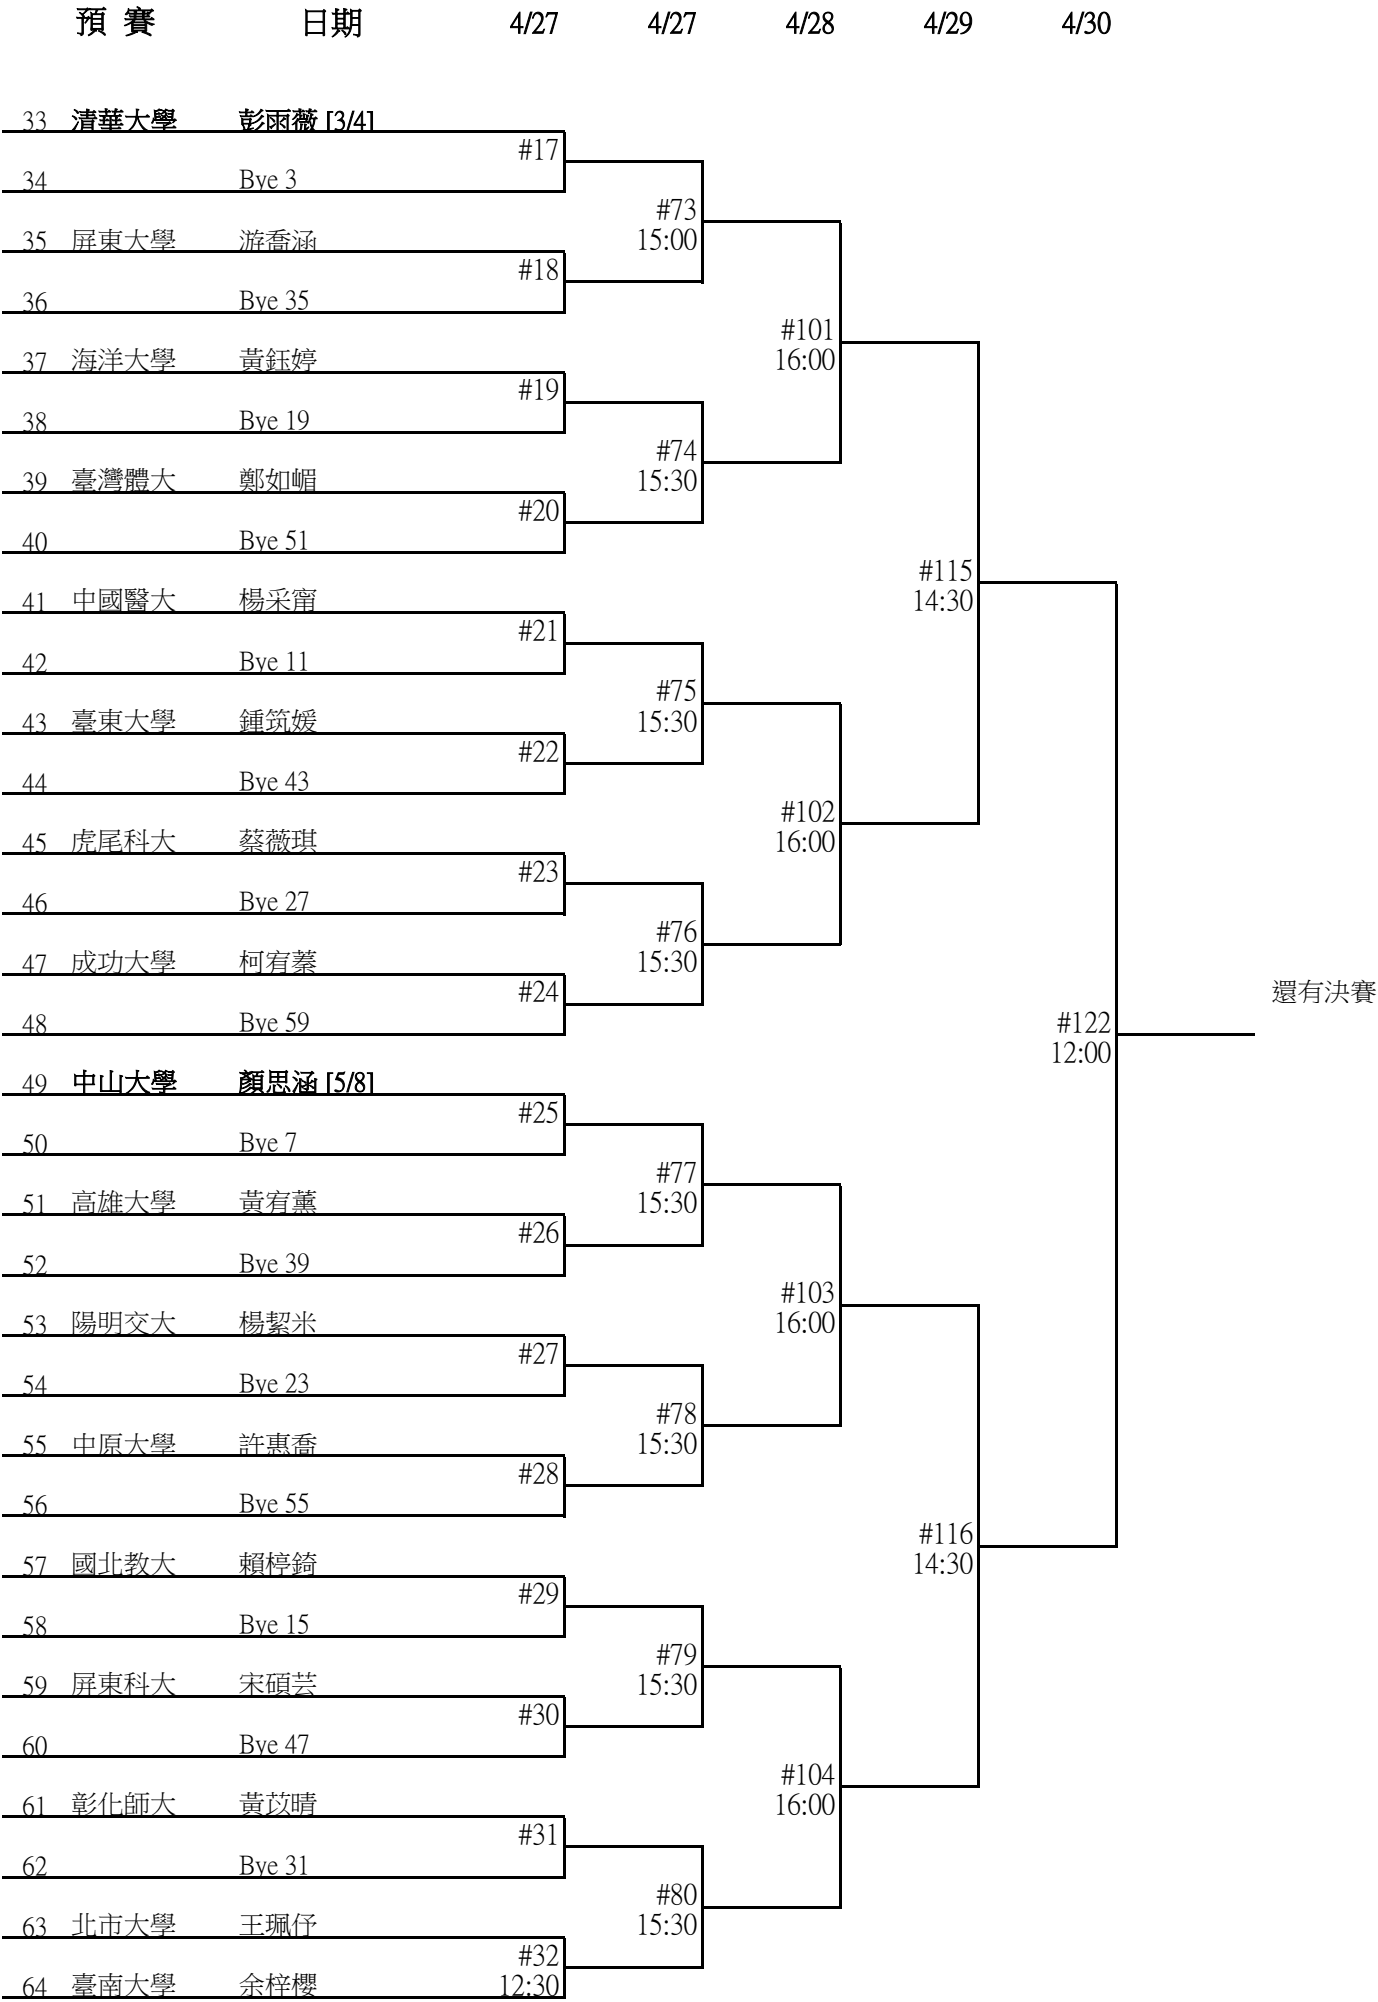 預 賽 日期 4/27 4/27 4/28 4/29 4/30
33 清華大學 彭雨薇 [3/4]
#17
34 Bye 3
#73
35 屏東大學 游喬涵 15:00
#18
36 Bye 35
#101
37 海洋大學 黃鈺婷 16:00
#19
38 Bye 19
#74
39 臺灣體大 鄭如嵋 15:30
#20
40 Bye 51
#115
41 中國醫大 楊采甯 14:30
#21
42 Bye 11
#75
43 臺東大學 鍾筑媛 15:30
#22
44 Bye 43
#102
45 虎尾科大 蔡薇琪 16:00
#23
46 Bye 27
#76
47 成功大學 柯宥蓁 15:30
#24
還有決賽
48 Bye 59 #122
12:00
49 中山大學 顏思涵 [5/8]
#25
50 Bye 7
#77
51 高雄大學 黃宥薰 15:30
#26
52 Bye 39
#103
53 陽明交大 楊絜米 16:00
#27
54 Bye 23
#78
55 中原大學 許惠喬 15:30
#28
56 Bye 55
#116
57 國北教大 賴椁錡 14:30
#29
58 Bye 15
#79
59 屏東科大 宋碩芸 15:30
#30
60 Bye 47
#104
61 彰化師大 黃苡晴 16:00
#31
62 Bye 31
#80
63 北市大學 王珮伃 15:30
#32
64 臺南大學 余梓櫻 12:30